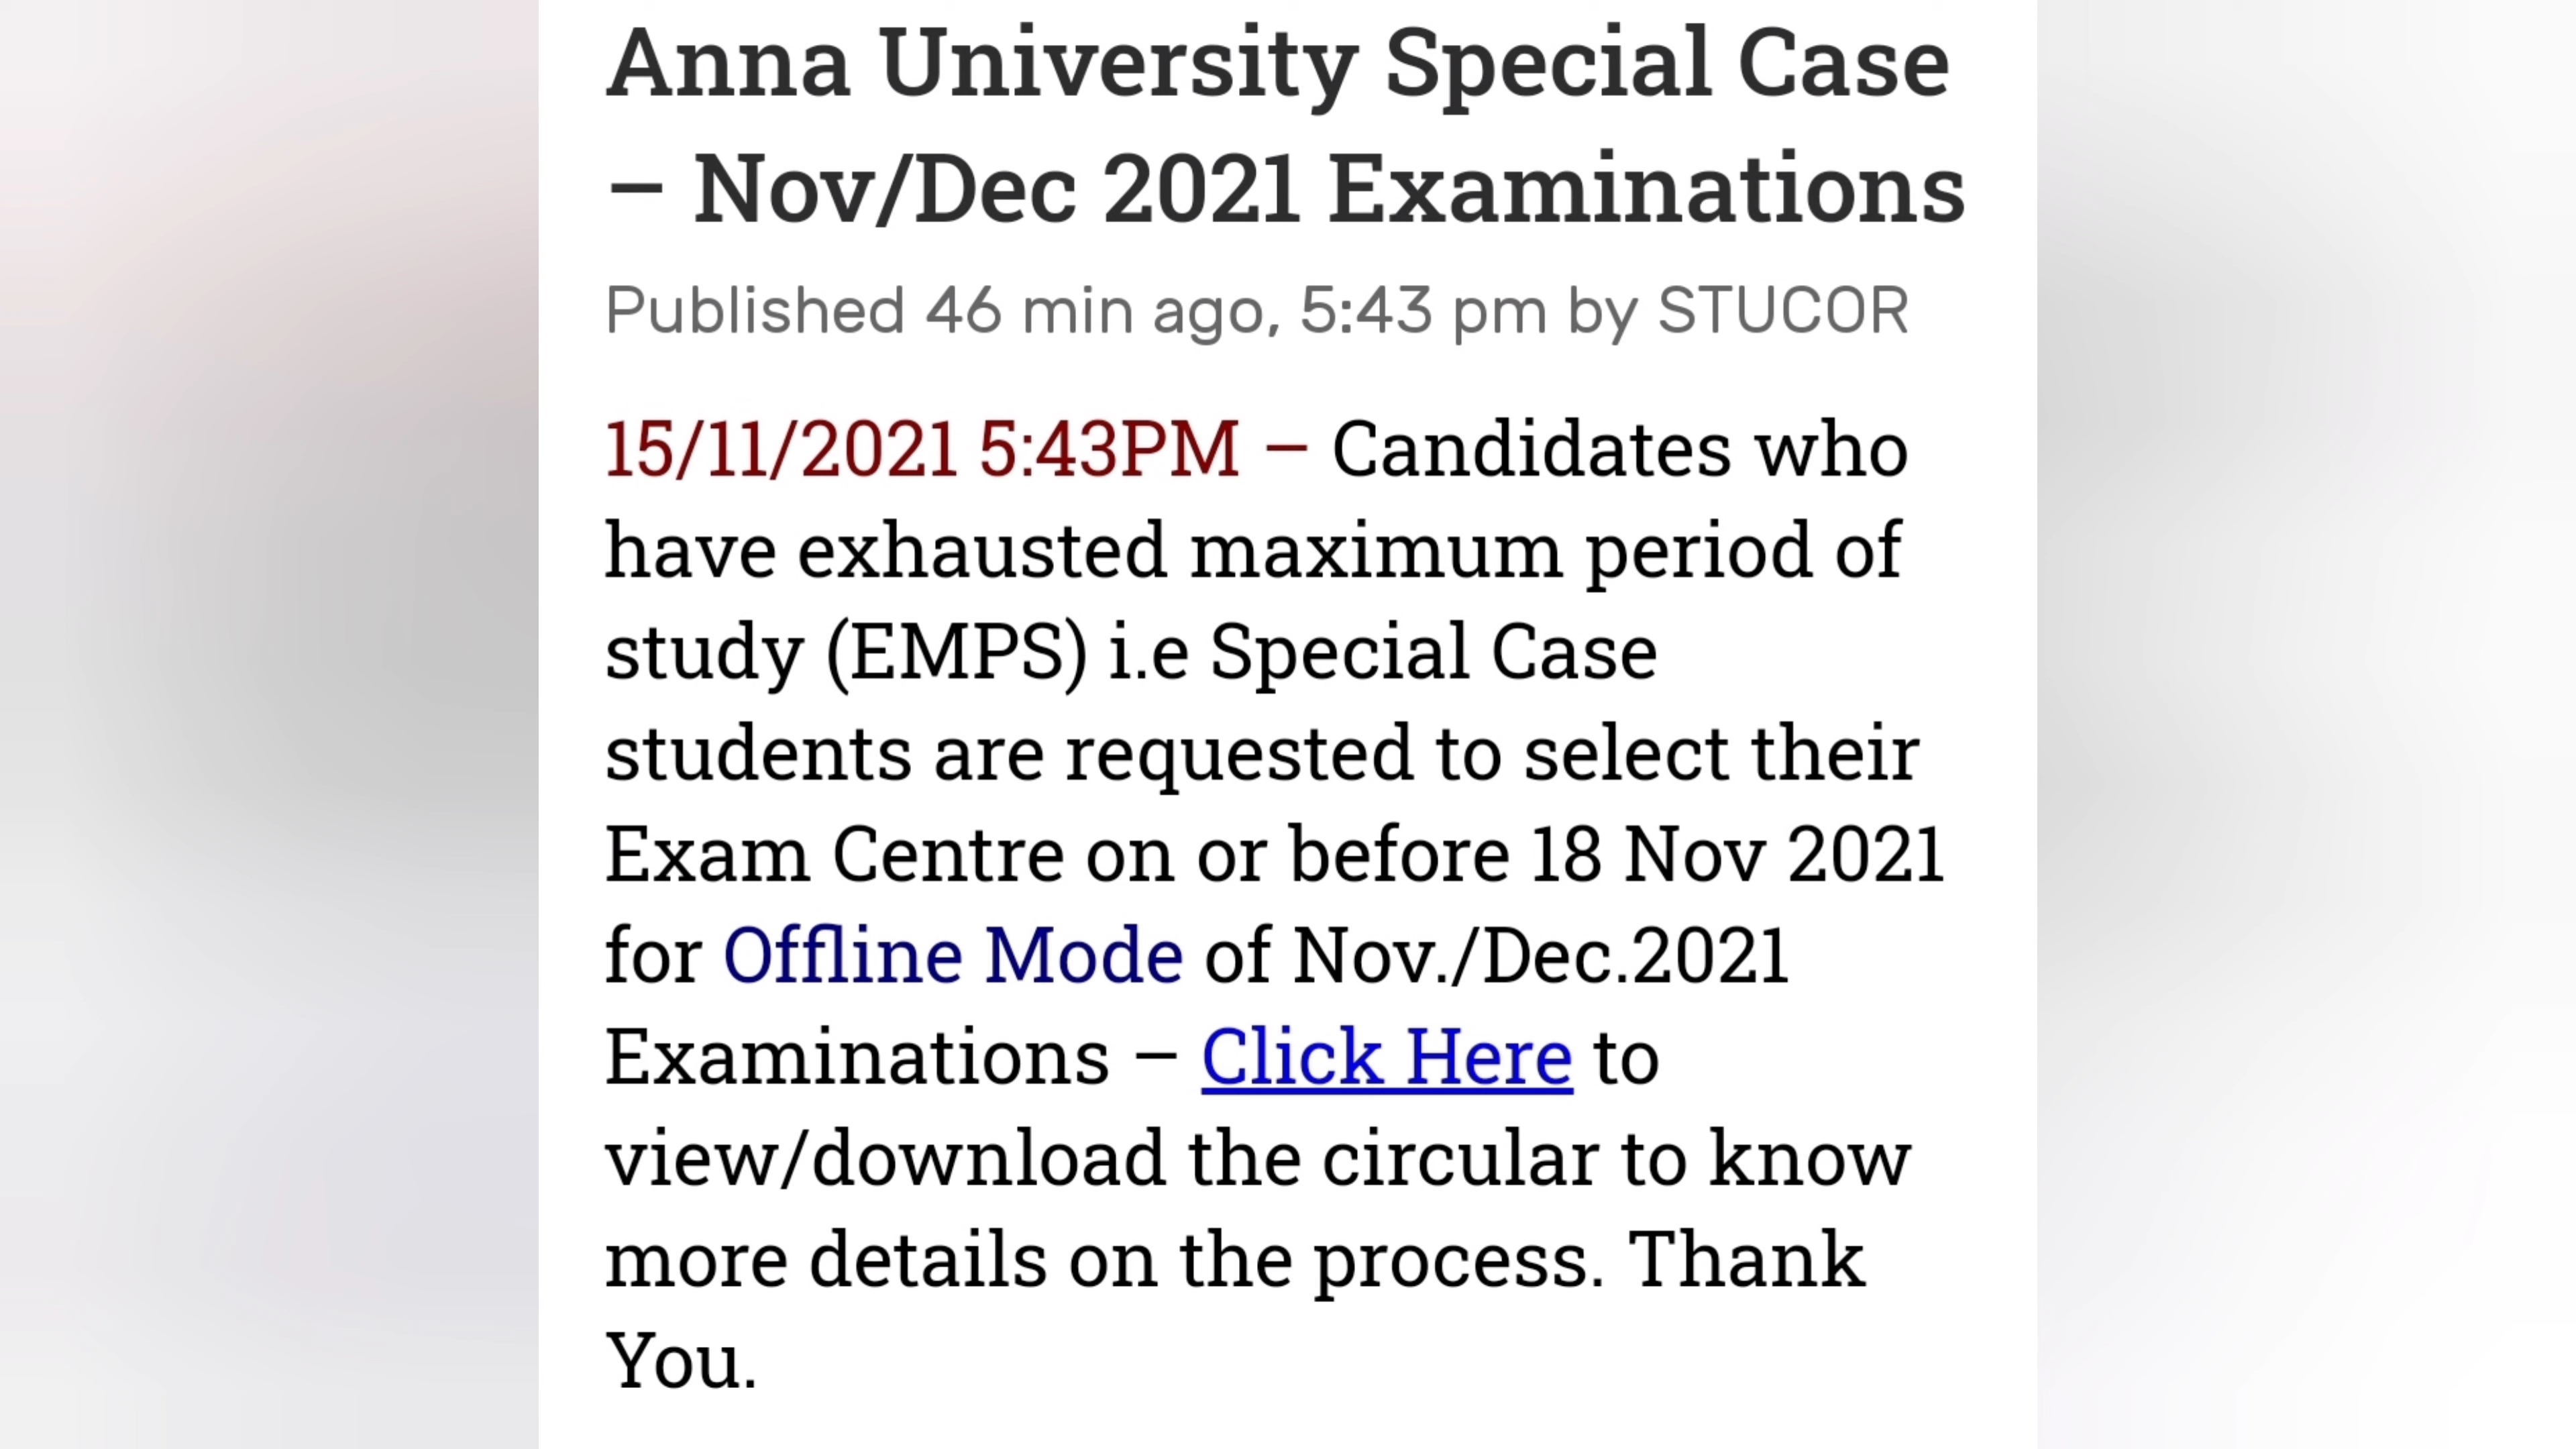 Anna University Special Case
– Nov/Dec 2021 Examinations
Published 46 min ago, 5:43 pm by STUCOR
15/11/2021 5:43PM – Candidates who
have exhausted maximum period of
study (EMPS) i.e Special Case
students are requested to select their
Exam Centre on or before 18 Nov 2021
for Offline Mode of Nov./Dec.2021
Examinations – Click Here to
view/download the circular to know
more details on the process. Thank
You.